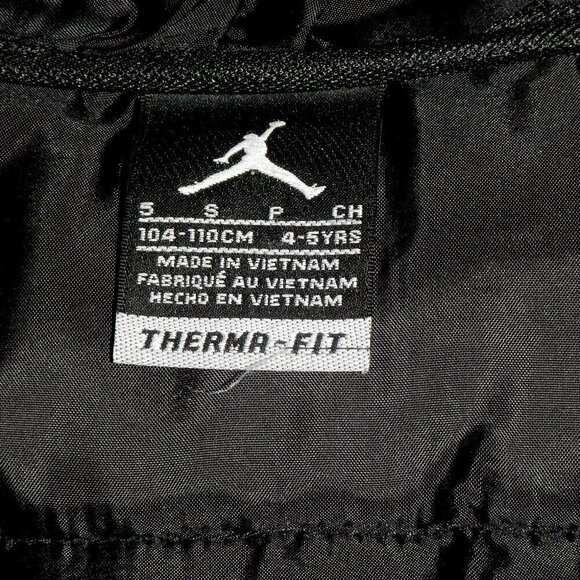 5 S P CH
104-110CM 4-5YRS
MADE IN VIETNAM
FABRIQUÉ AU VIETNAM
HECHO EN VIETNAM
THERMA-FIT